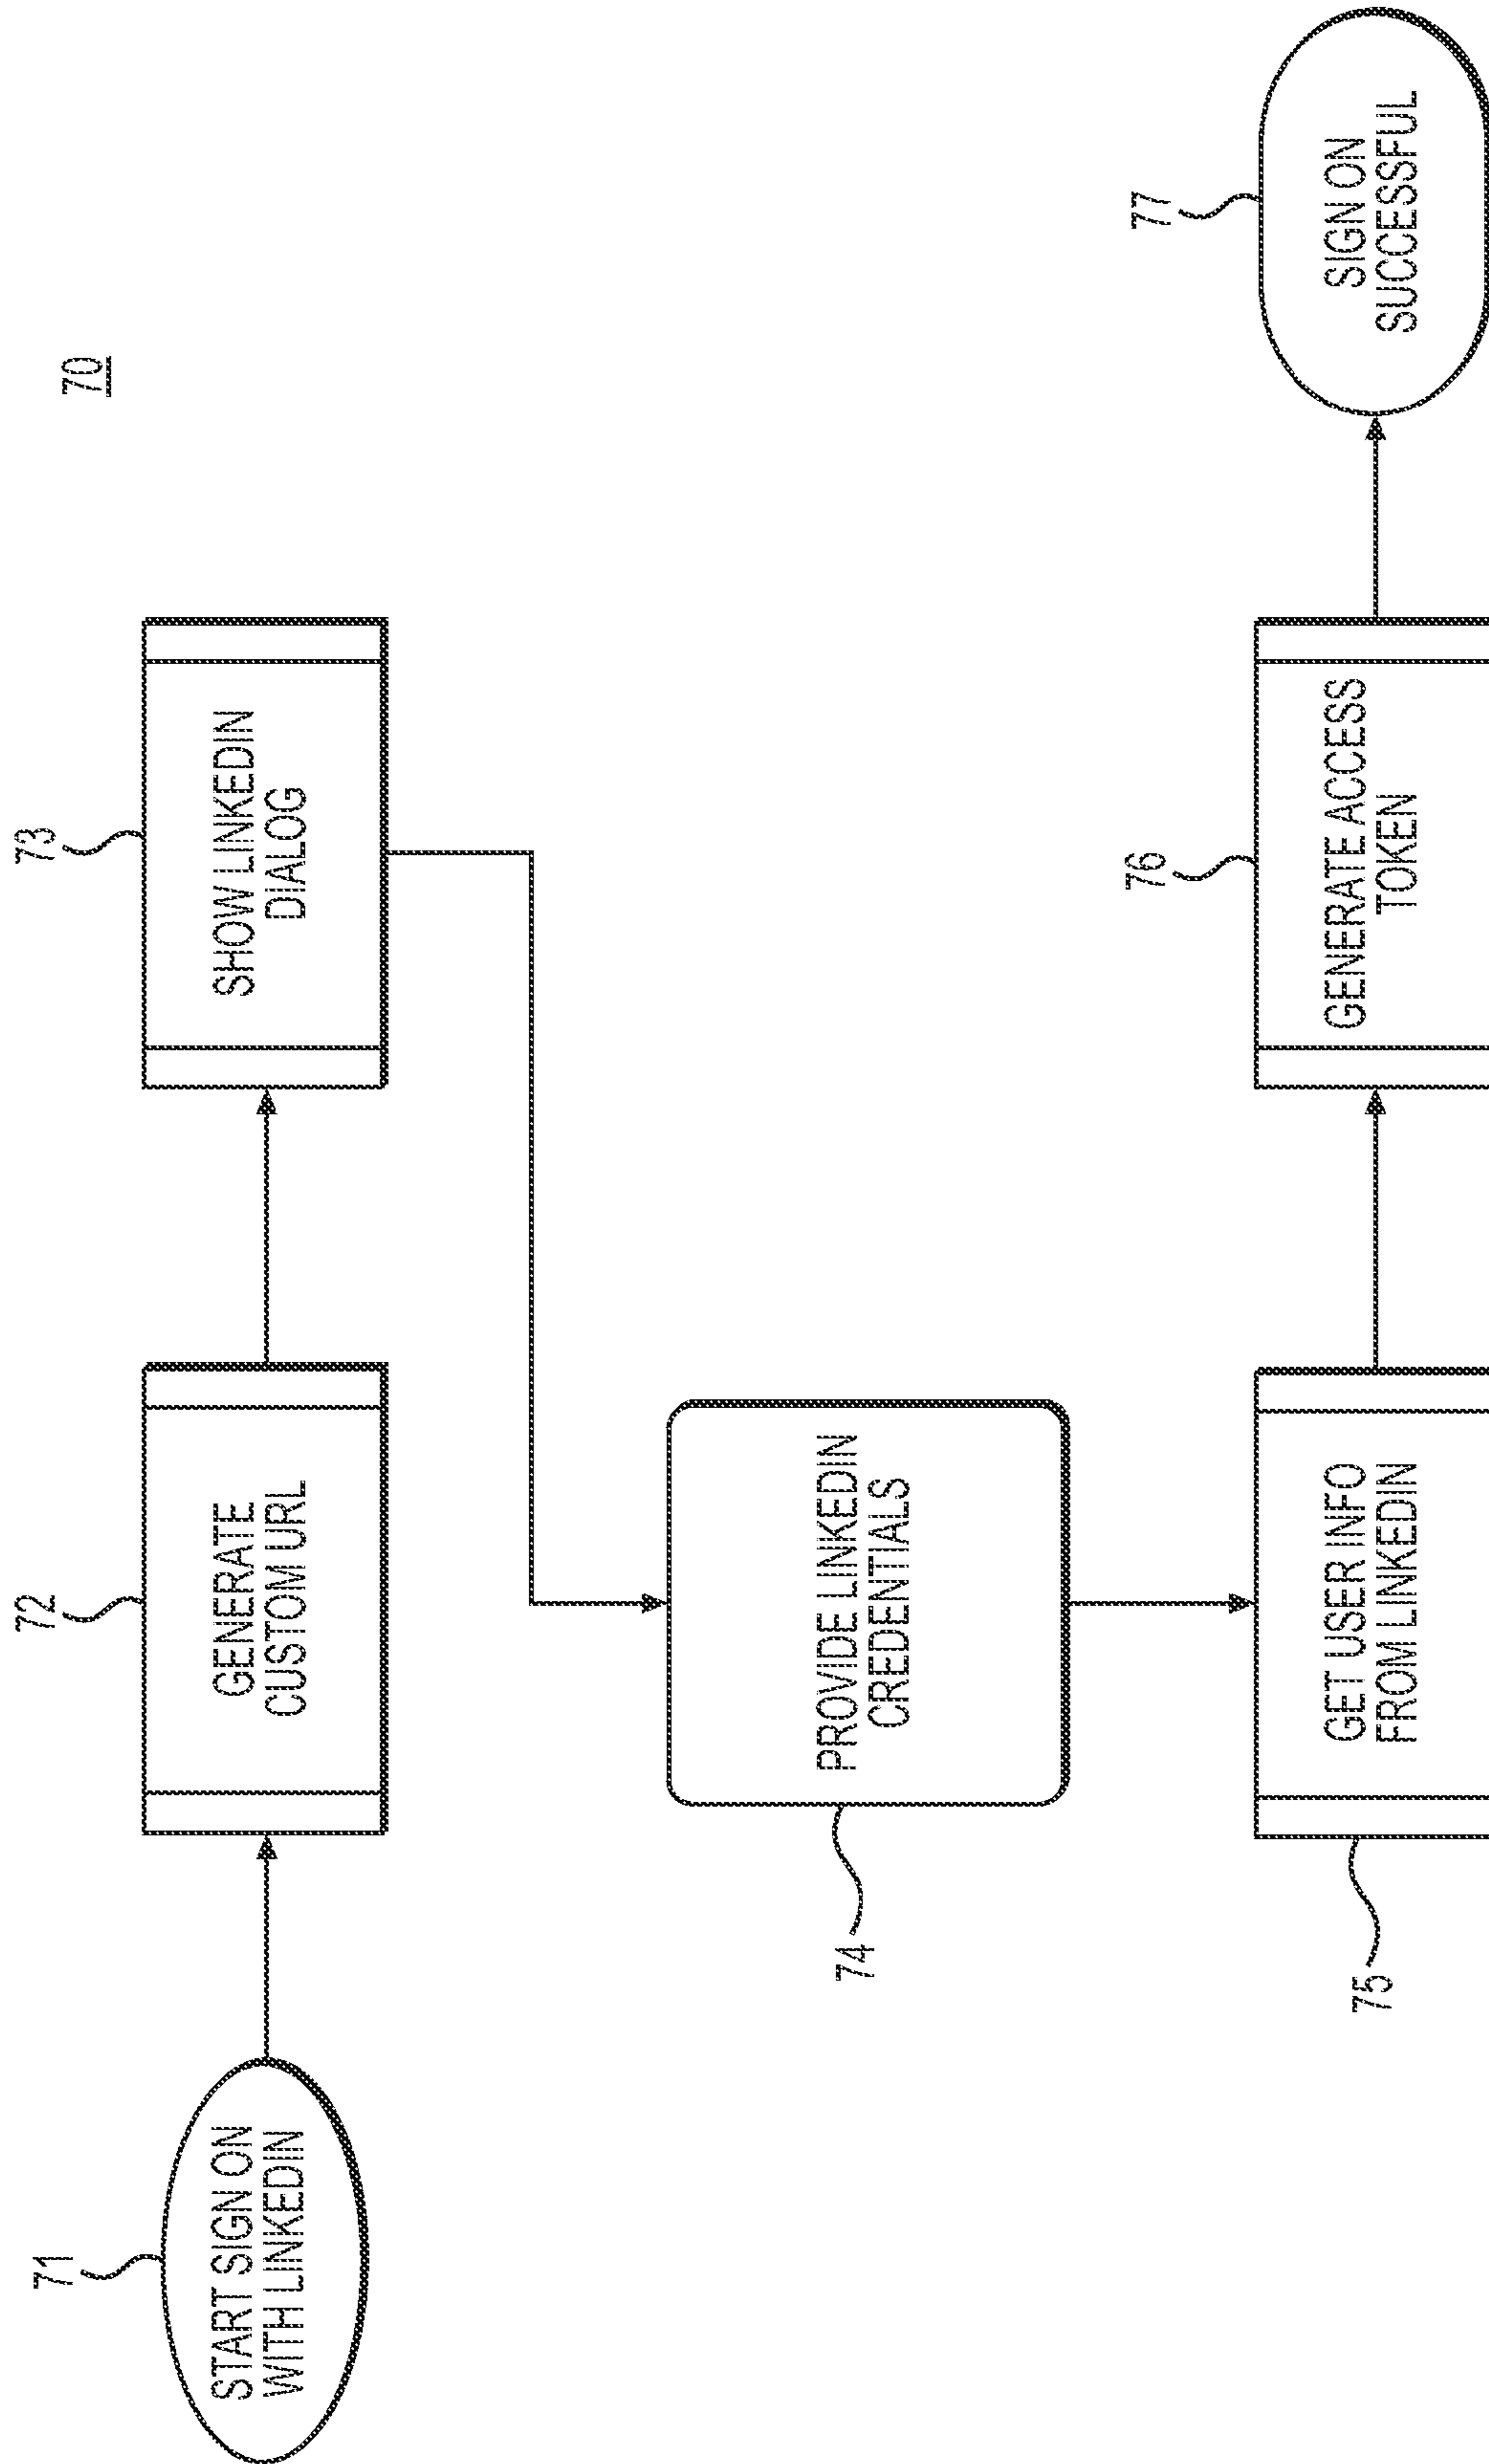 70
71
START SIGN ON
WITH LINKEDIN
72
GENERATE
CUSTOM URL
73
SHOW LINKEDIN
DIALOG
74
PROVIDE LINKEDIN
CREDENTIALS
75
GET USER INFO
FROM LINKEDIN
76
GENERATE ACCESS
TOKEN
77
SIGN ON
SUCCESSFUL